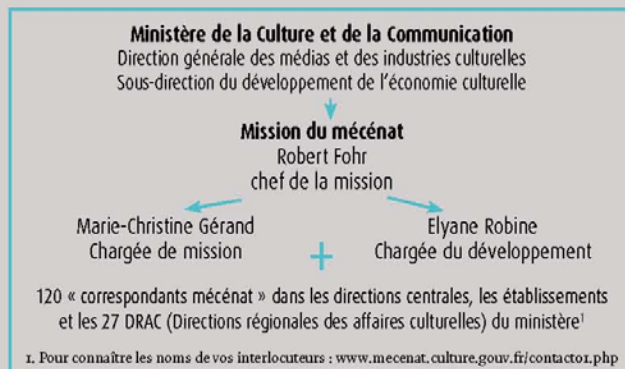 Ministère de la Culture et de la Communication
Direction générale des médias et des industries culturelles
Sous-direction du développement de l'économie culturelle
Mission du mécénat
Robert Fohr
chef de la mission
Marie-Christine Gérand
Chargée de mission
Elyane Robine
Chargée du développement
+
120 « correspondants mécénat » dans les directions centrales, les établissements
et les 27 DRAC (Directions régionales des affaires culturelles) du ministère¹
1. Pour connaître les noms de vos interlocuteurs : www.mecenat.culture.gouv.fr/contactor.php